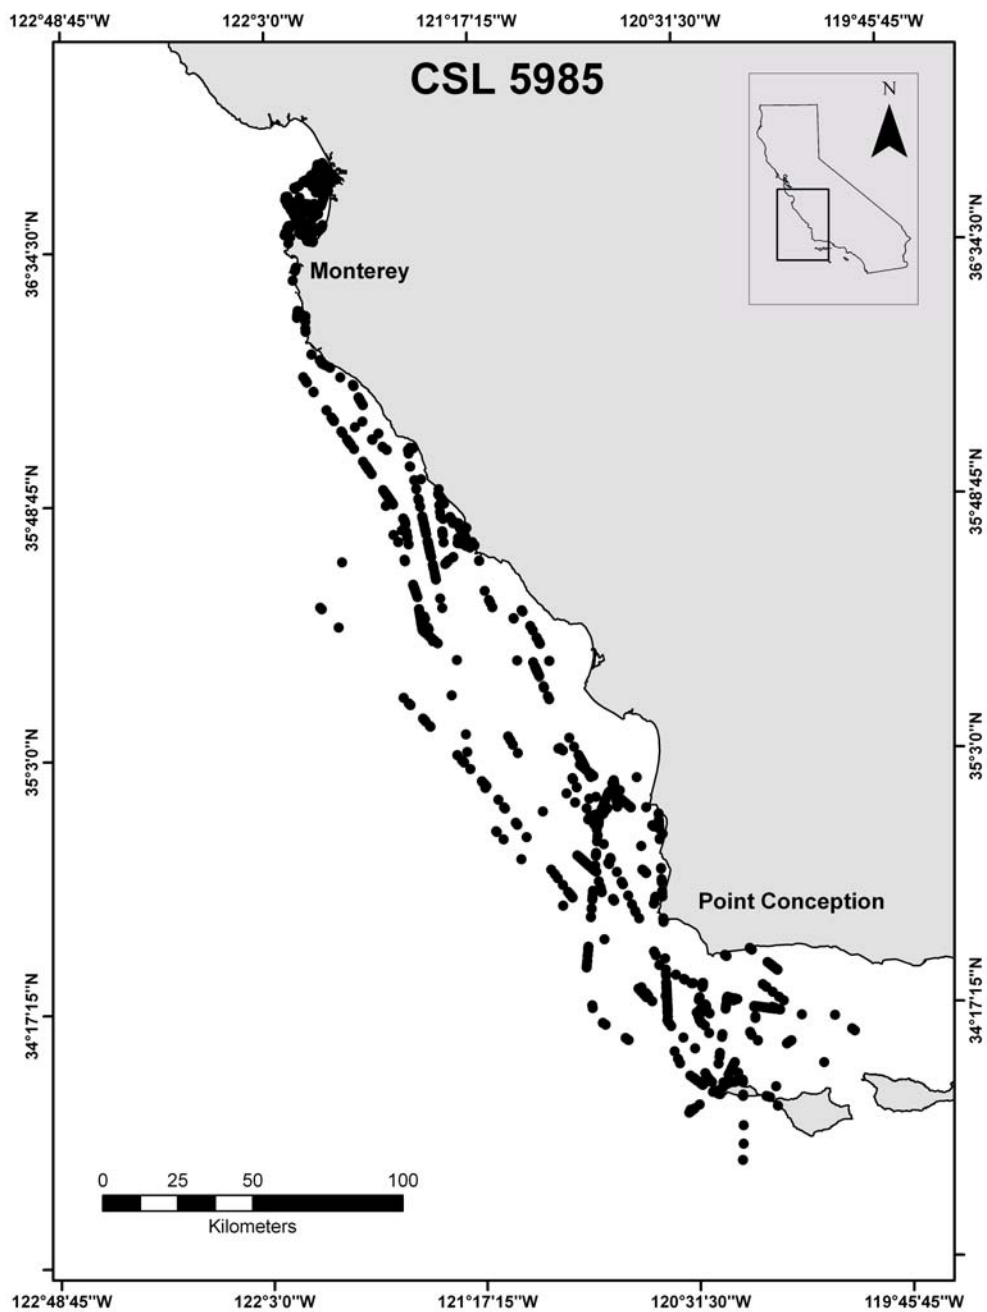 122°48'45"W 122°3'0"W 121°17'15"W 120°31'30"W 119°45'45"W
CSL 5985
N
36°34'30"N 36°34'30"N
Monterey
35°48'45"N 35°48'45"N
35°3'0"N 35°3'0"N
Point Conception
34°17'15"N 34°17'15"N
0 25 50 100
Kilometers
122°48'45"W 122°3'0"W 121°17'15"W 120°31'30"W 119°45'45"W